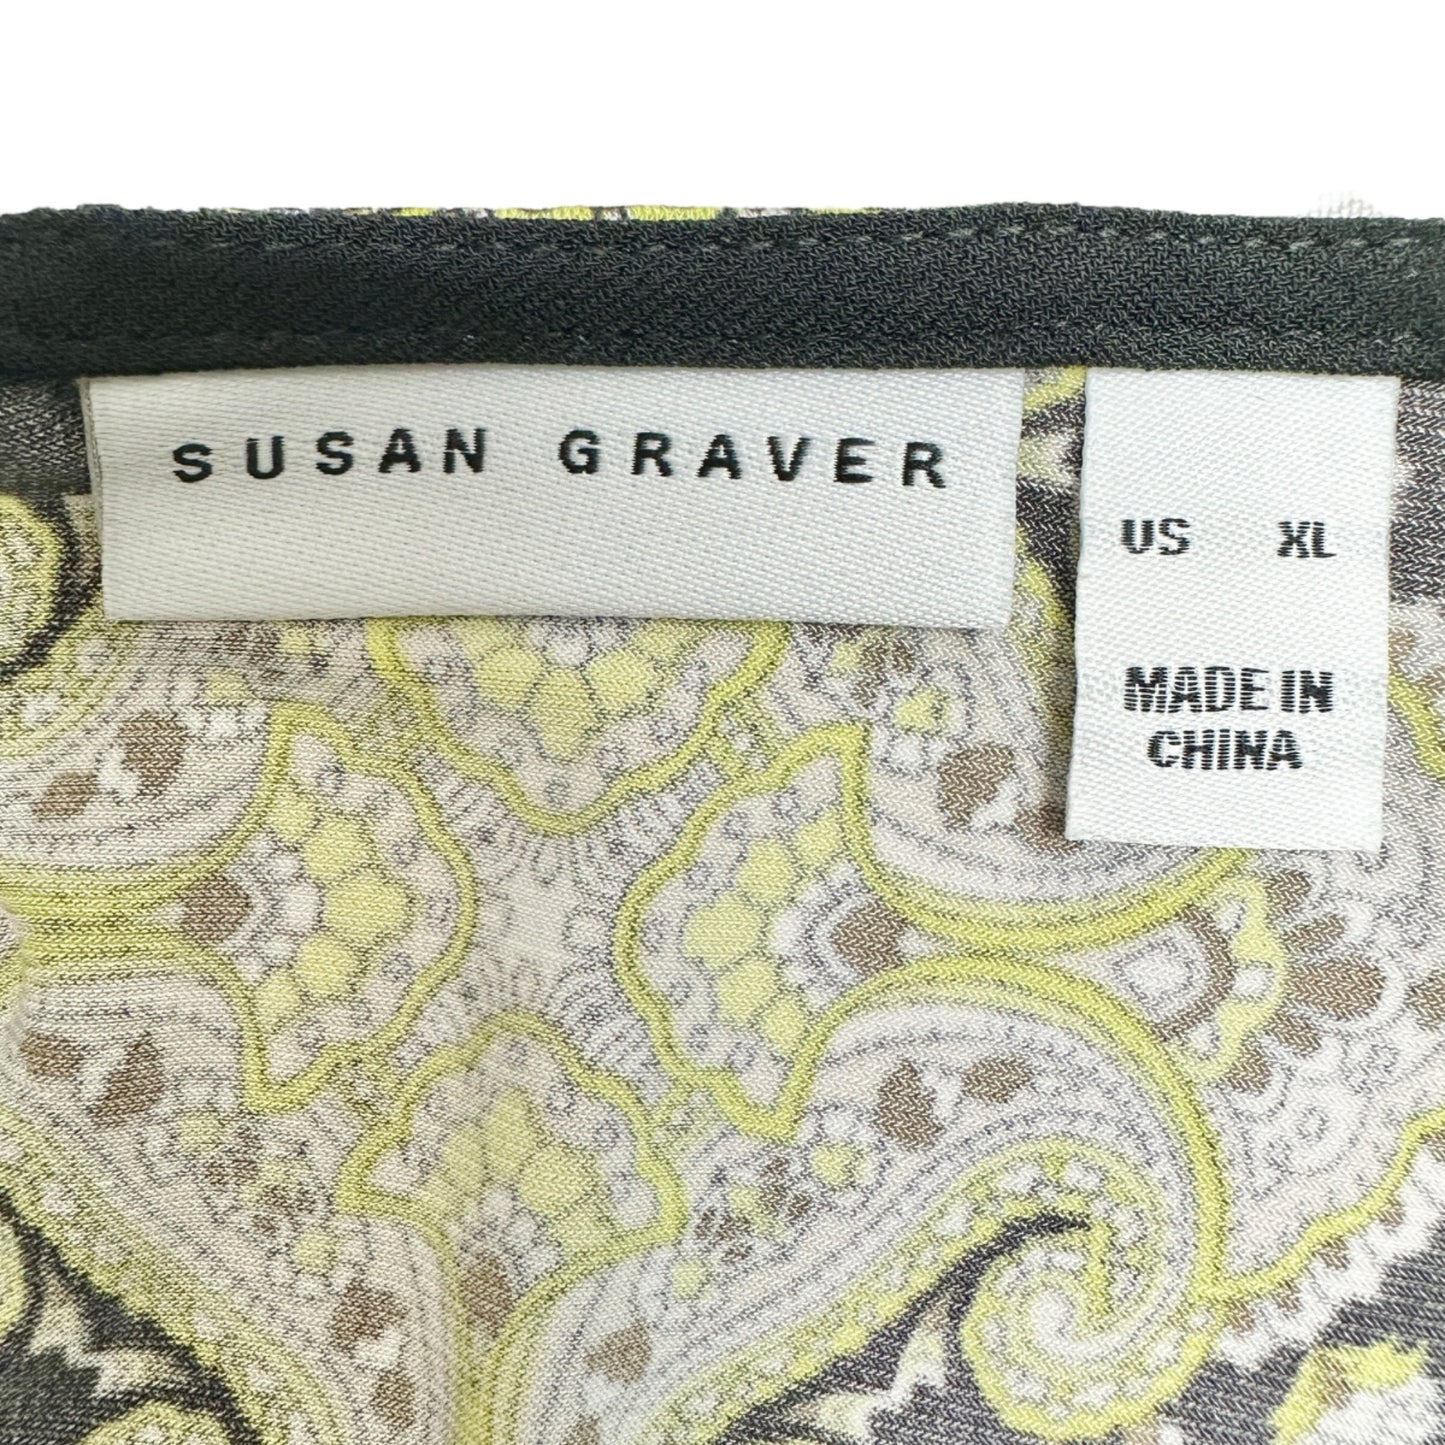 SUSAN GRAVER
US XL
MADE IN
CHINA